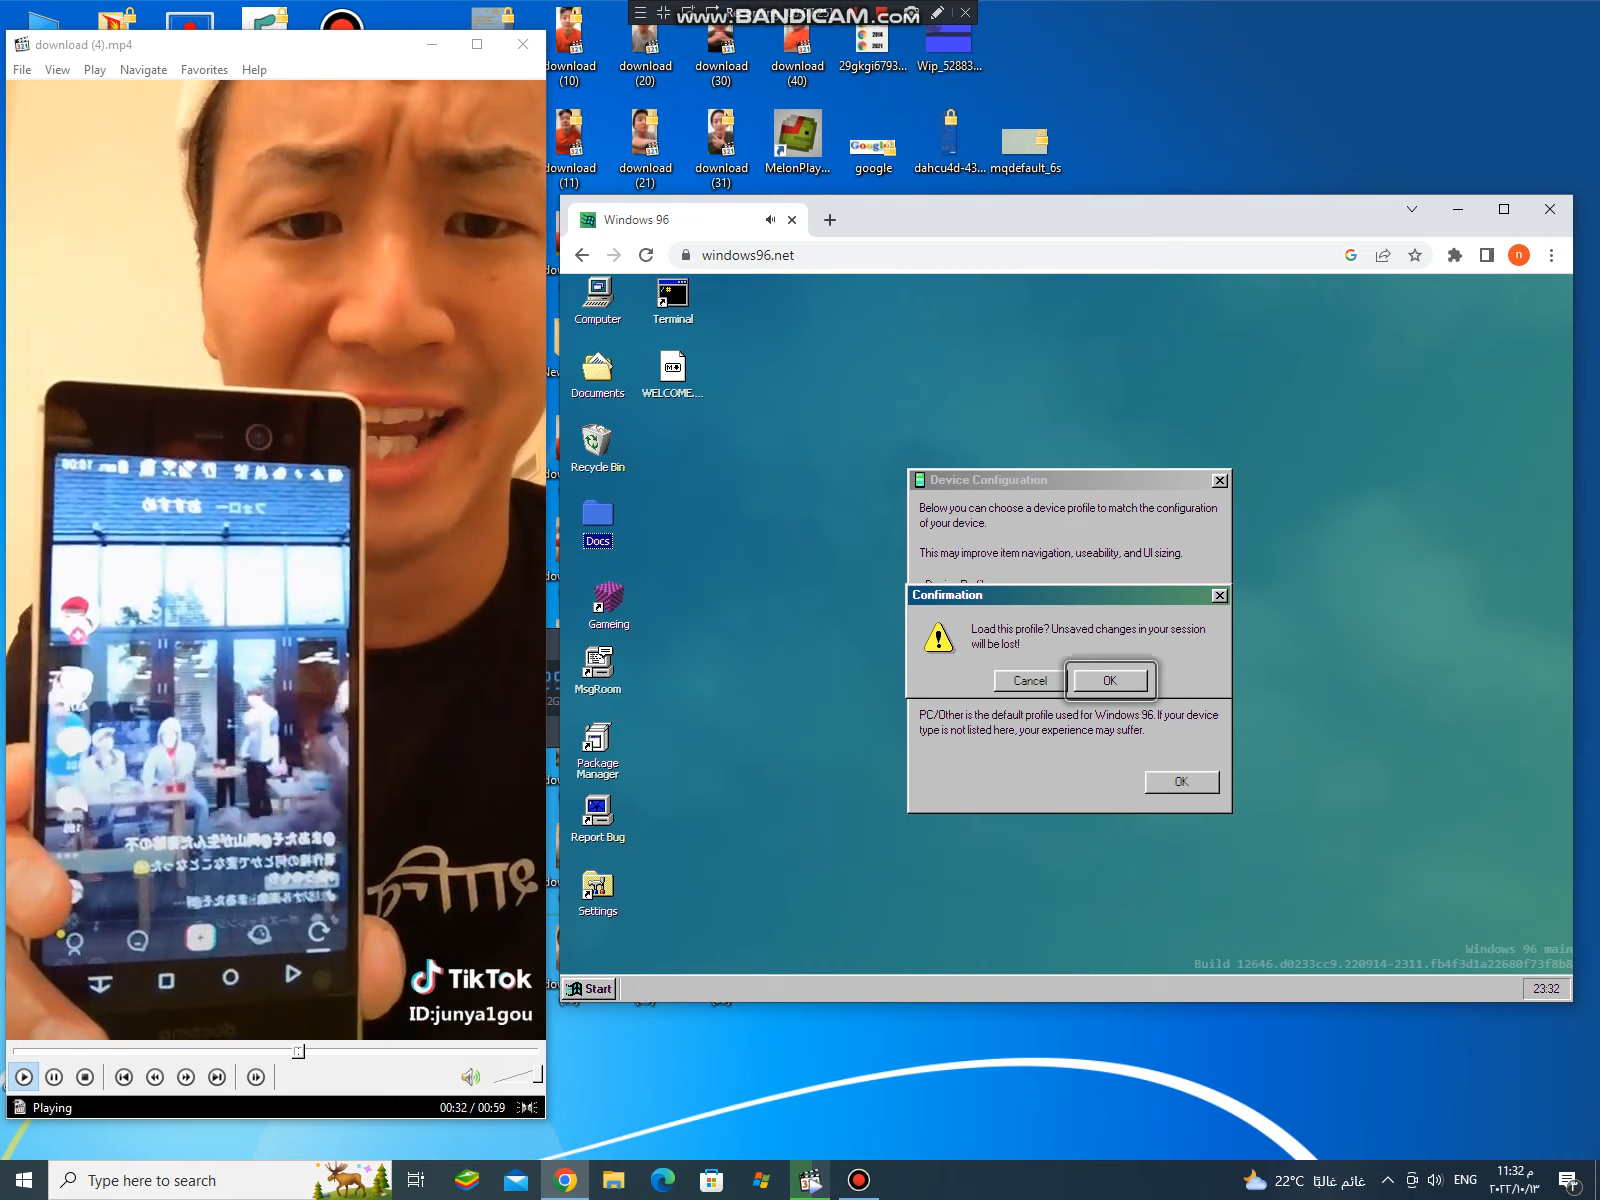 www.BANDICAM.com
download (4).mp4
File View Play Navigate Favorites Help
download (10)
download (20)
download (30)
download (40)
29gkgi6793...
Wip_52883...
download (11)
download (21)
download (31)
MelonPlay...
google
dahcu4d-43...
mqdefault_6s
Windows 96
windows96.net
n
Computer
Terminal
Documents
WELCOME....
Recycle Bin
Docs
Gameing
MsgRoom
Package Manager
Report Bug
Settings
Device Configuration
Below you can choose a device profile to match the configuration
of your device.
This may improve item navigation, useability, and UI sizing.
Confirmation
Load this profile? Unsaved changes in your session
will be lost!
Cancel
OK
PC/Other is the default profile used for Windows 96. If your device
type is not listed here, your experience may suffer.
OK
Windows 96 main
Build 12646.d0233cc9.220914-2311.fb4f3d1a22680f73f8b8
Start
23:32
TikTok
ID:junya1gou
Playing
00:32 / 00:59
Type here to search
22°C غائم غالبًا
ENG
11:32 م
٢٠٢٢/١٠/١٣